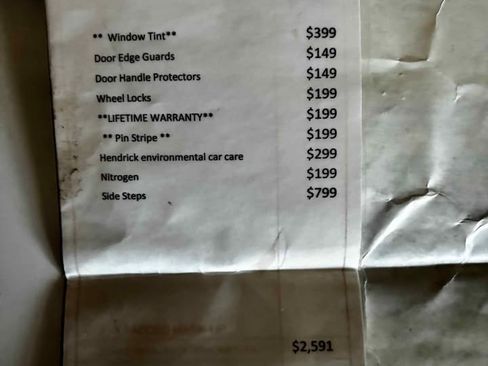 ** Window Tint** $399
Door Edge Guards $149
Door Handle Protectors $149
Wheel Locks $199
**LIFETIME WARRANTY** $199
** Pin Stripe ** $199
Hendrick environmental car care $299
Nitrogen $199
Side Steps $799
$2,591